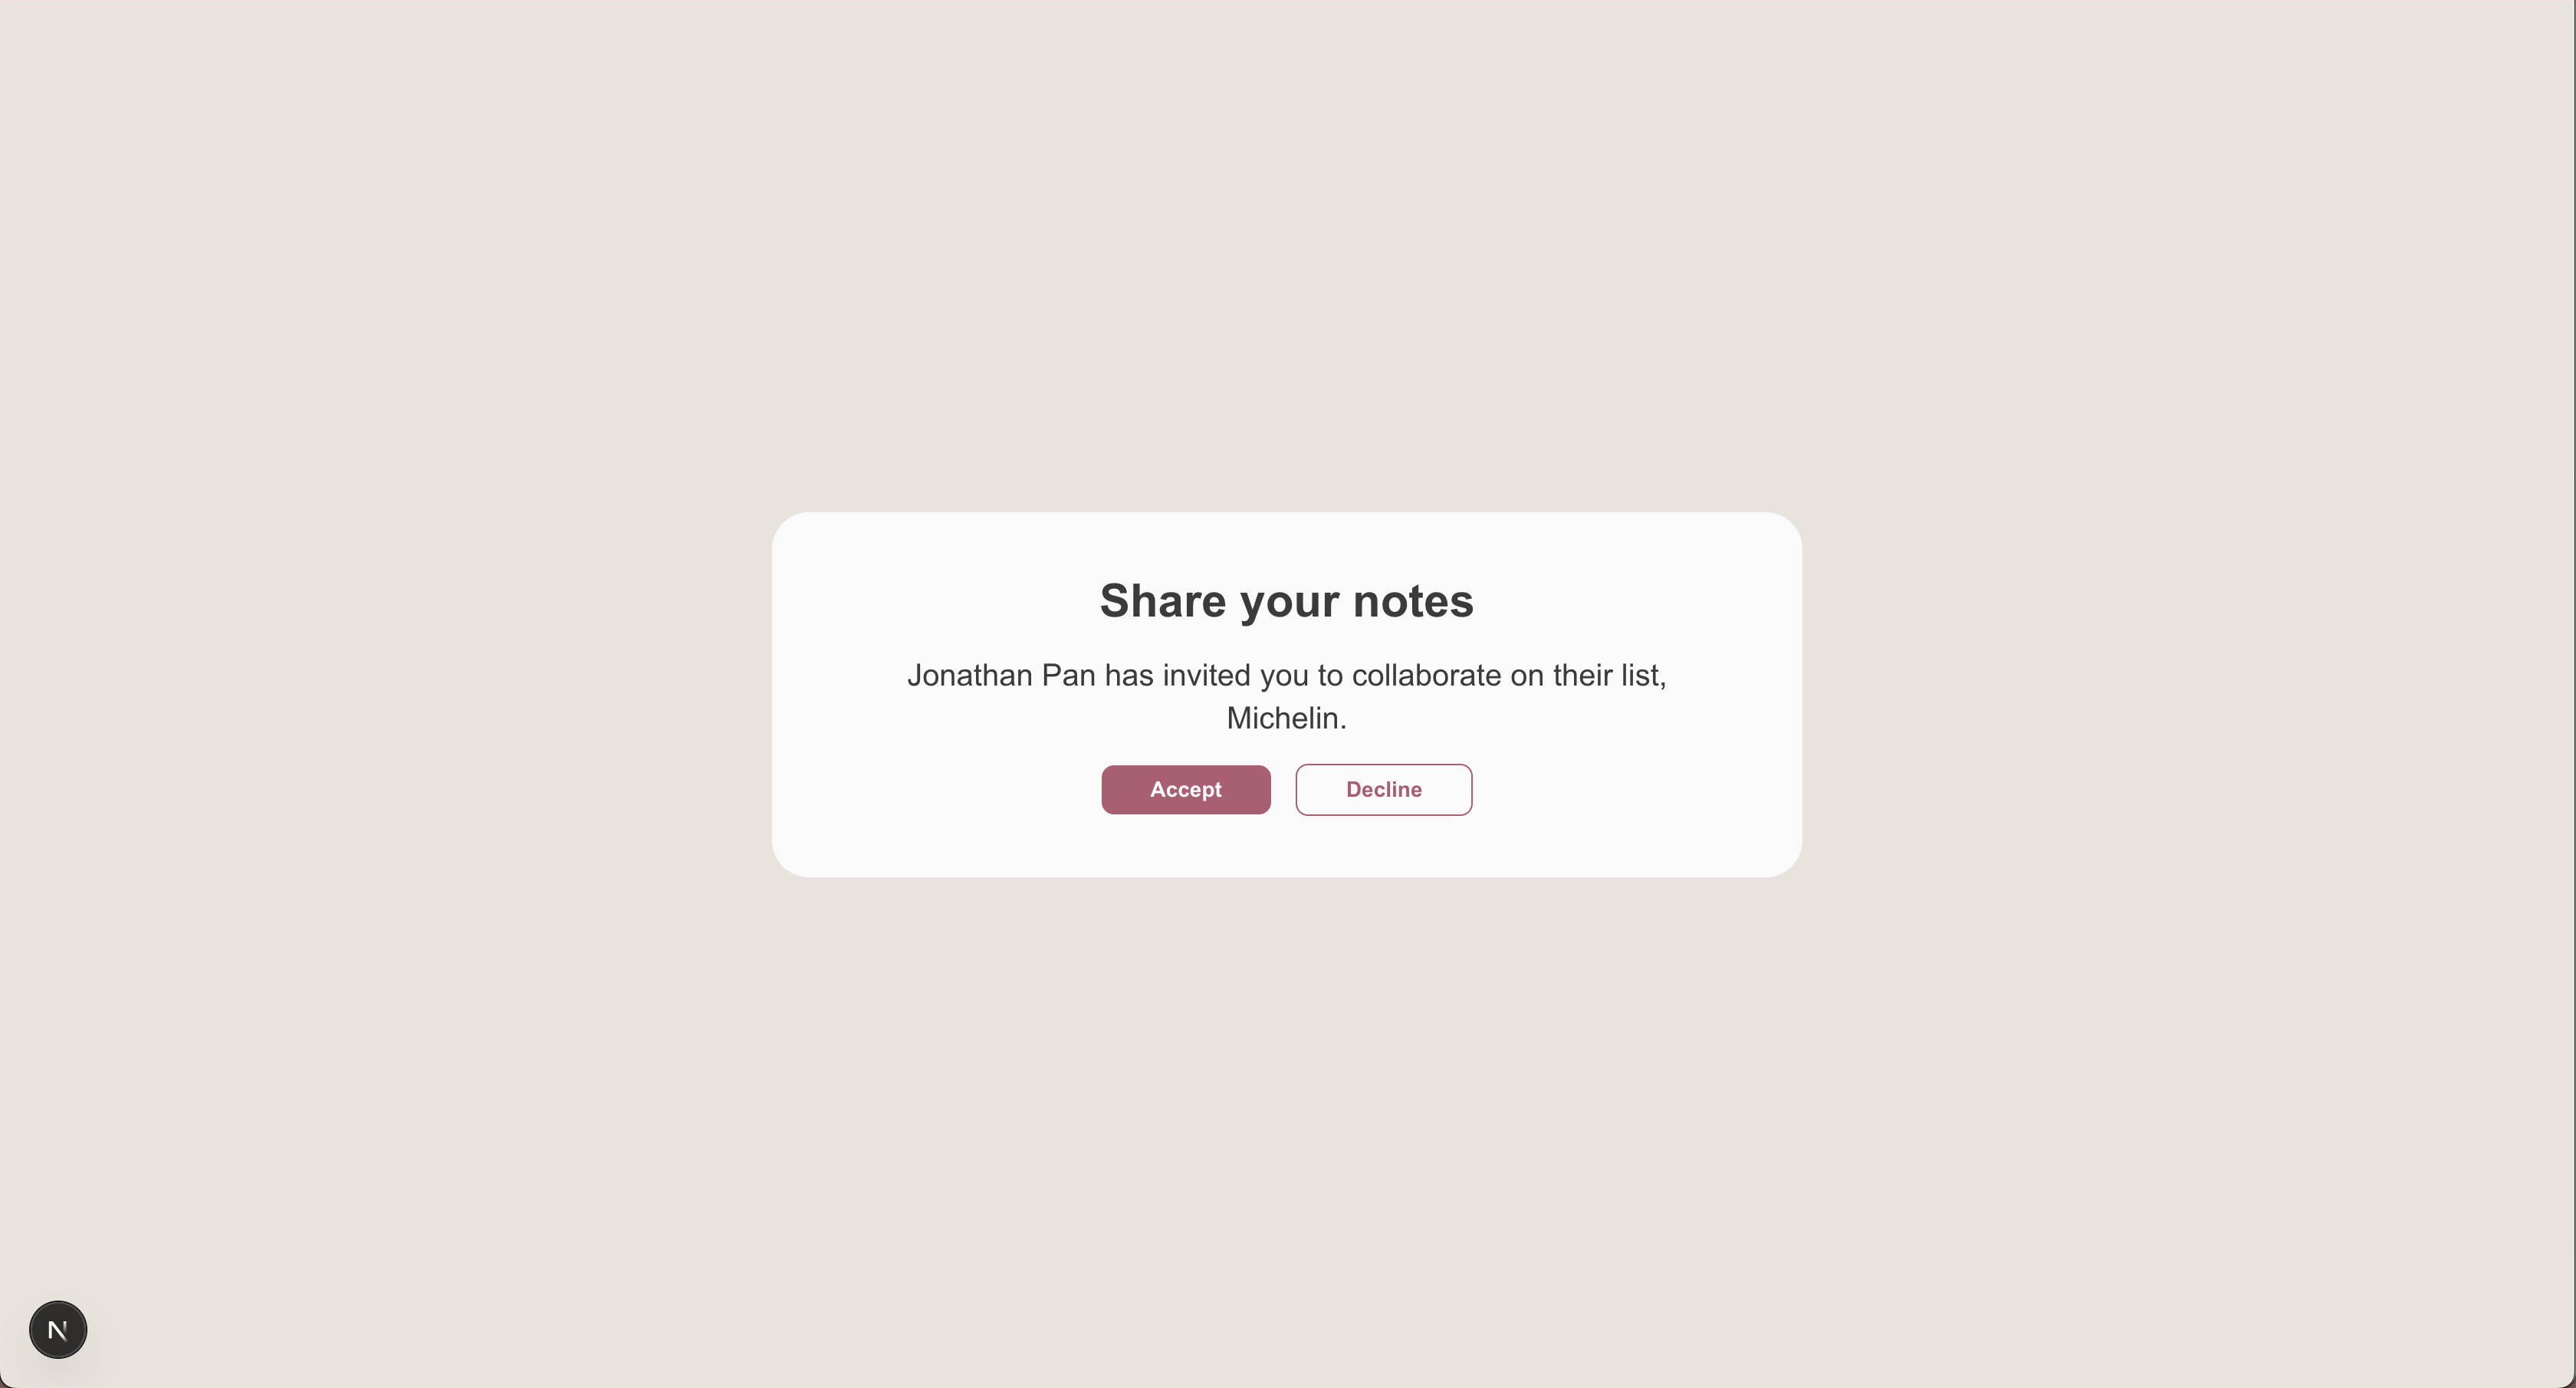 Share your notes
Jonathan Pan has invited you to collaborate on their list,
Michelin.
Accept Decline
N